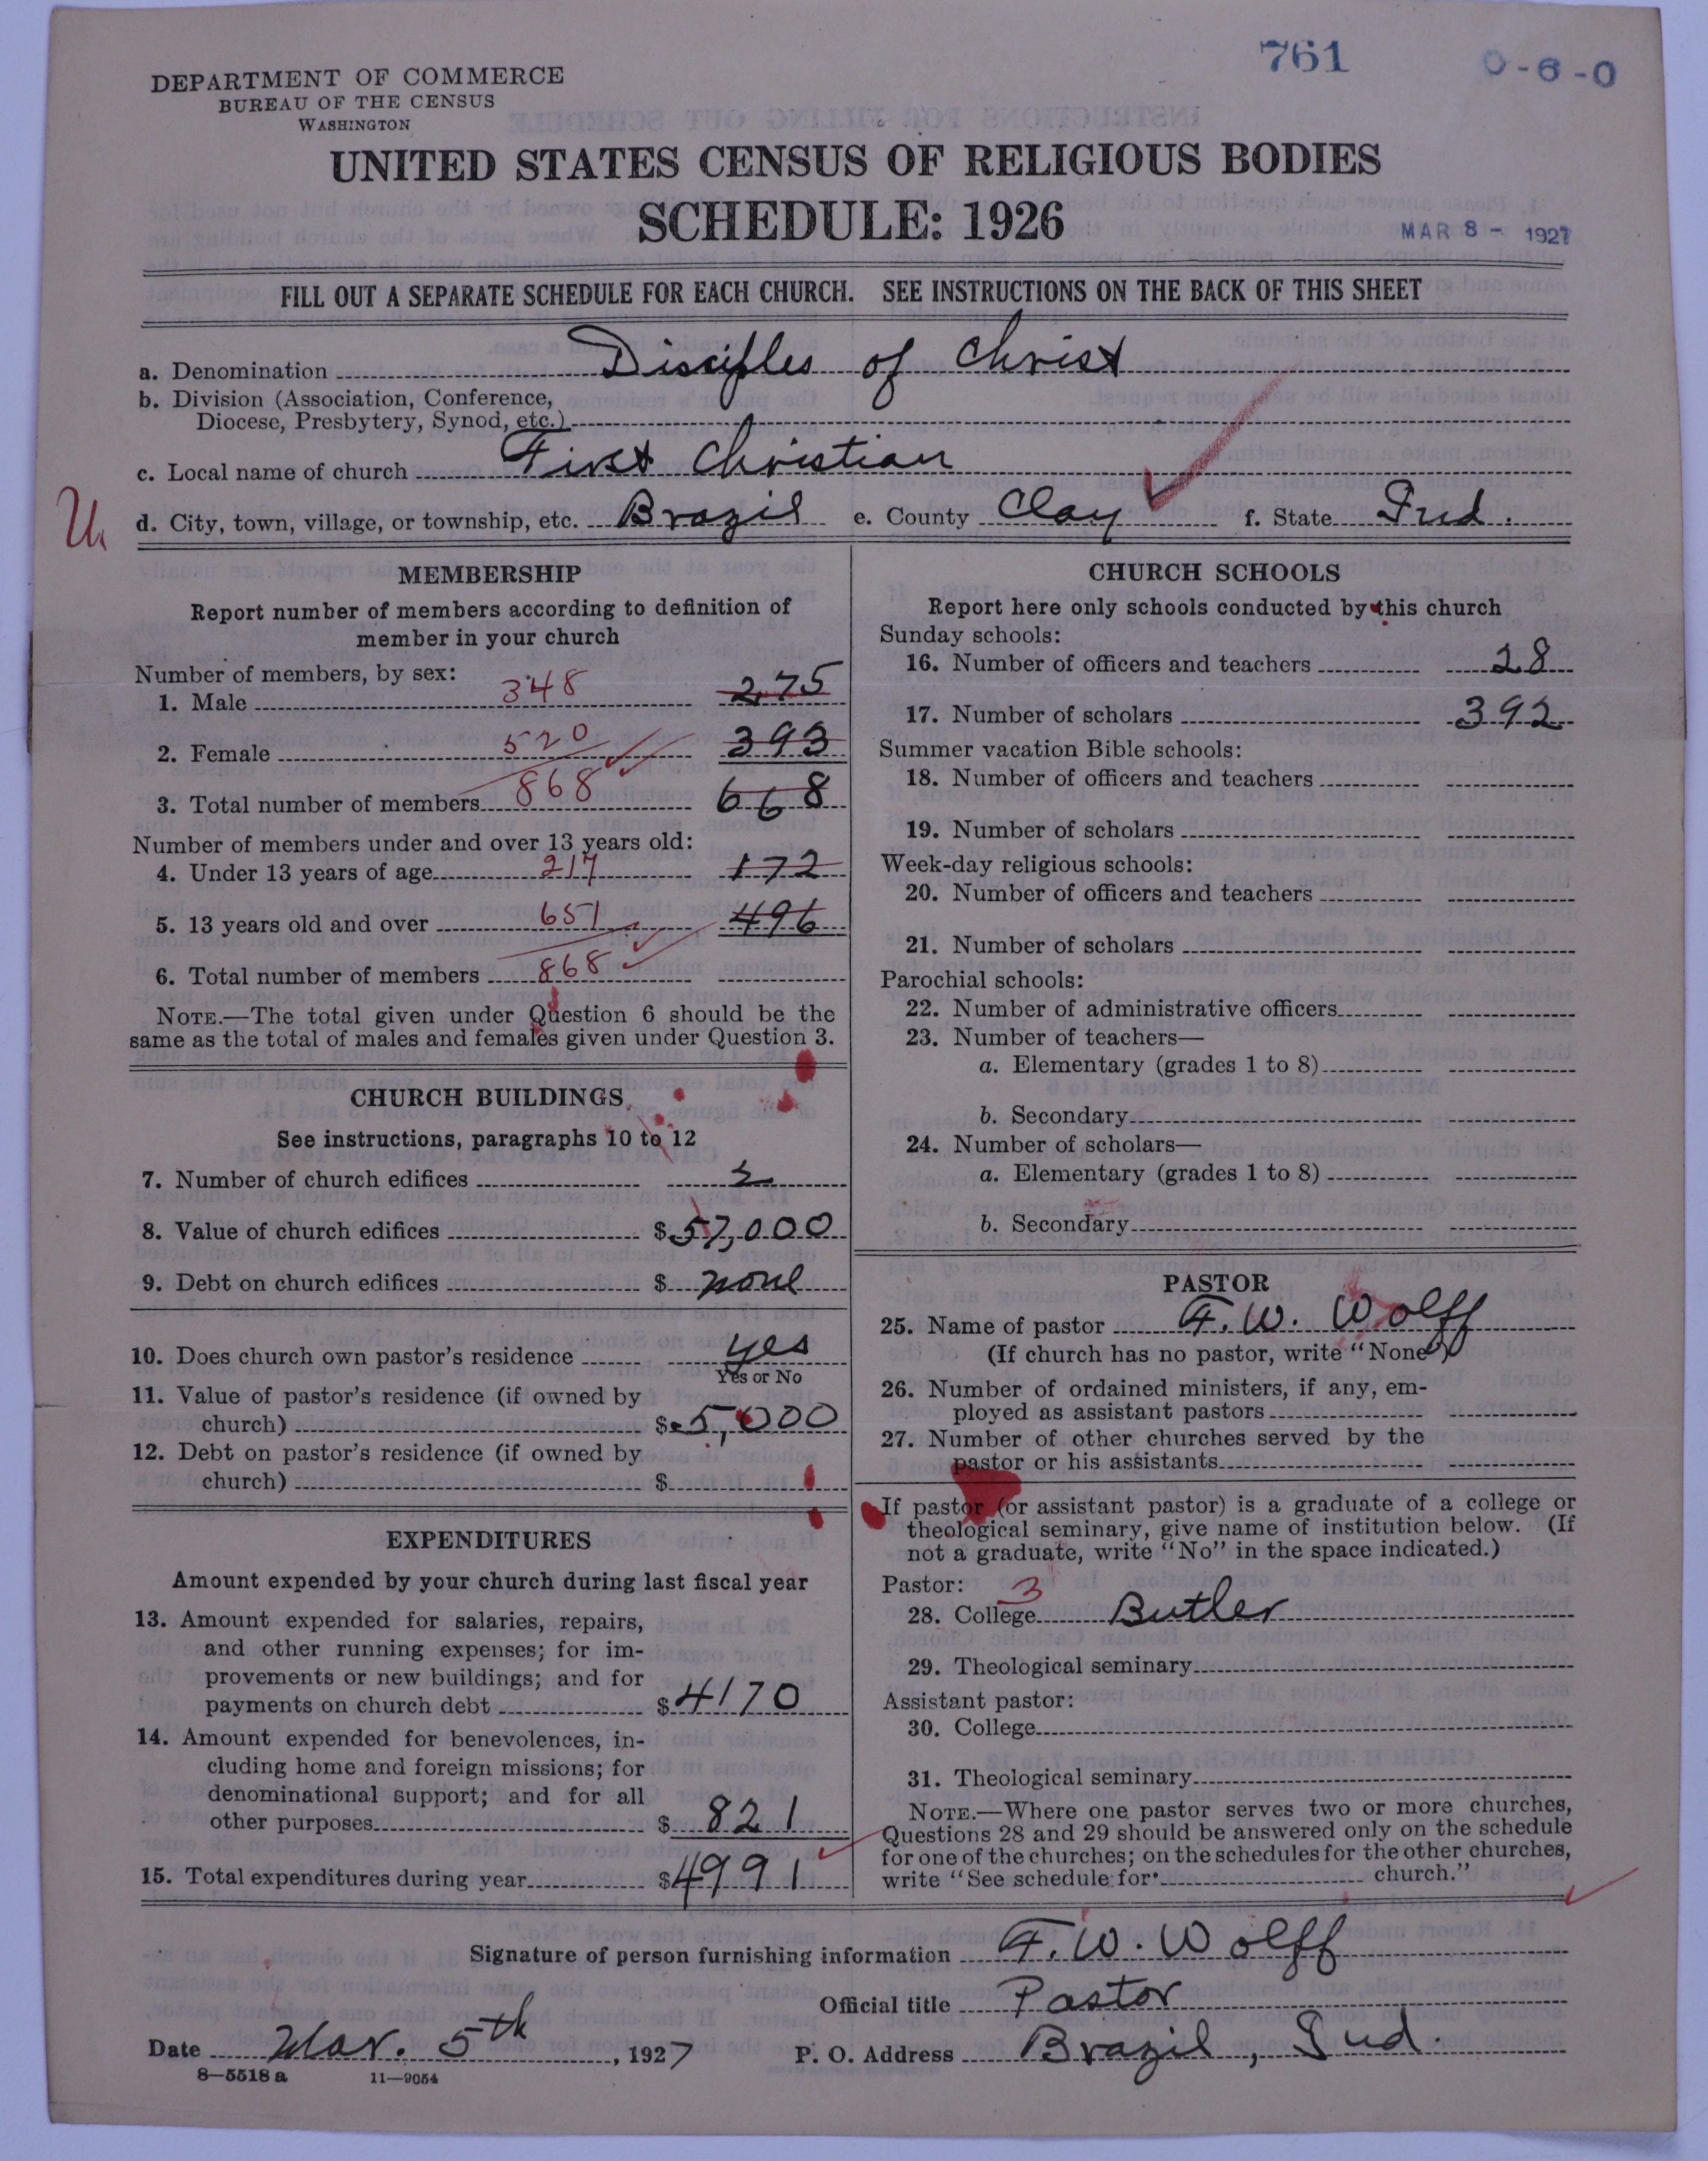 761
0-6-0
DEPARTMENT OF COMMERCE
BUREAU OF THE CENSUS
WASHINGTON
UNITED STATES CENSUS OF RELIGIOUS BODIES
SCHEDULE: 1926
MAR 8 - 1927
FILL OUT A SEPARATE SCHEDULE FOR EACH CHURCH. SEE INSTRUCTIONS ON THE BACK OF THIS SHEET
a. Denomination Disciples of Christ
b. Division (Association, Conference,
Diocese, Presbytery, Synod, etc.)
c. Local name of church First Christian
d. City, town, village, or township, etc. Brazil e. County Clay f. State Ind.
MEMBERSHIP
Report number of members according to definition of
member in your church
Number of members, by sex:
1. Male 348 275
2. Female 520 393
3. Total number of members 868 668
Number of members under and over 13 years old:
4. Under 13 years of age 217 172
5. 13 years old and over 651 496
6. Total number of members 868
NOTE.—The total given under Question 6 should be the
same as the total of males and females given under Question 3.
CHURCH BUILDINGS
See instructions, paragraphs 10 to 12
7. Number of church edifices
8. Value of church edifices $57,000
9. Debt on church edifices $ none
10. Does church own pastor's residence yes
Yes or No
11. Value of pastor's residence (if owned by
church) $5,000
12. Debt on pastor's residence (if owned by
church) $
EXPENDITURES
Amount expended by your church during last fiscal year
13. Amount expended for salaries, repairs,
and other running expenses; for im-
provements or new buildings; and for
payments on church debt $4170
14. Amount expended for benevolences, in-
cluding home and foreign missions; for
denominational support; and for all
other purposes $ 821
15. Total expenditures during year $4991
CHURCH SCHOOLS
Report here only schools conducted by this church
Sunday schools:
16. Number of officers and teachers 28
17. Number of scholars 392
Summer vacation Bible schools:
18. Number of officers and teachers
19. Number of scholars
Week-day religious schools:
20. Number of officers and teachers
21. Number of scholars
Parochial schools:
22. Number of administrative officers
23. Number of teachers—
a. Elementary (grades 1 to 8)
b. Secondary
24. Number of scholars—
a. Elementary (grades 1 to 8)
b. Secondary
PASTOR
25. Name of pastor F. W. Wolff
(If church has no pastor, write "None")
26. Number of ordained ministers, if any, em-
ployed as assistant pastors
27. Number of other churches served by the
pastor or his assistants
If pastor (or assistant pastor) is a graduate of a college or
theological seminary, give name of institution below. (If
not a graduate, write "No" in the space indicated.)
Pastor: 3
28. College Butler
29. Theological seminary
Assistant pastor:
30. College
31. Theological seminary
NOTE.—Where one pastor serves two or more churches,
Questions 28 and 29 should be answered only on the schedule
for one of the churches; on the schedules for the other churches,
write "See schedule for church."
Signature of person furnishing information F. W. Wolff
Official title Pastor
Date Mar. 5th, 1927 P. O. Address Brazil, Ind.
8—5518 a 11—9054